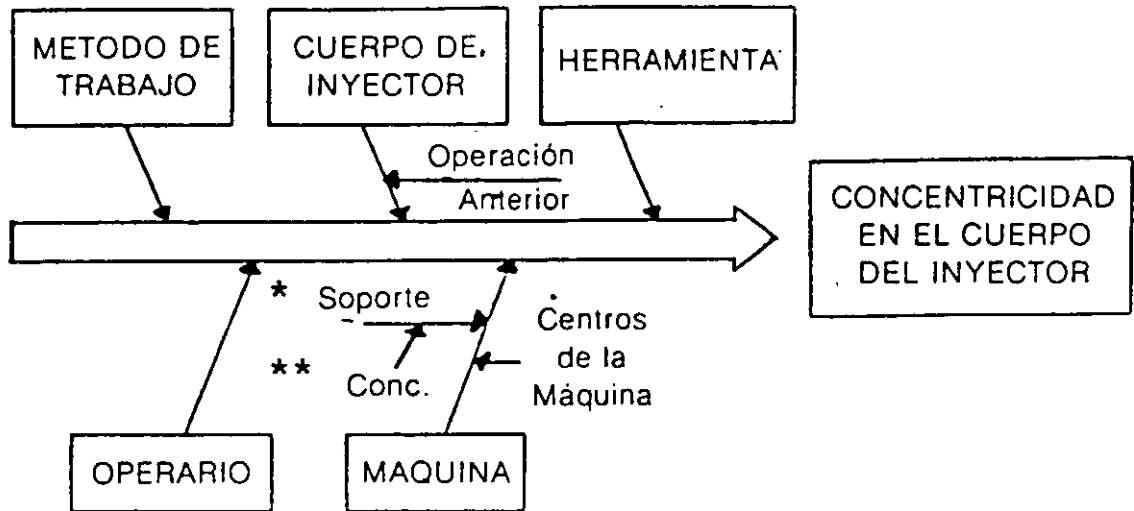 METODO DE
TRABAJO
CUERPO DE.
INYECTOR
HERRAMIENTA
Operación
Anterior
CONCENTRICIDAD
EN EL CUERPO
DEL INYECTOR
*
Soporte
**
Conc.
Centros
de la
Máquina
OPERARIO
MAQUINA